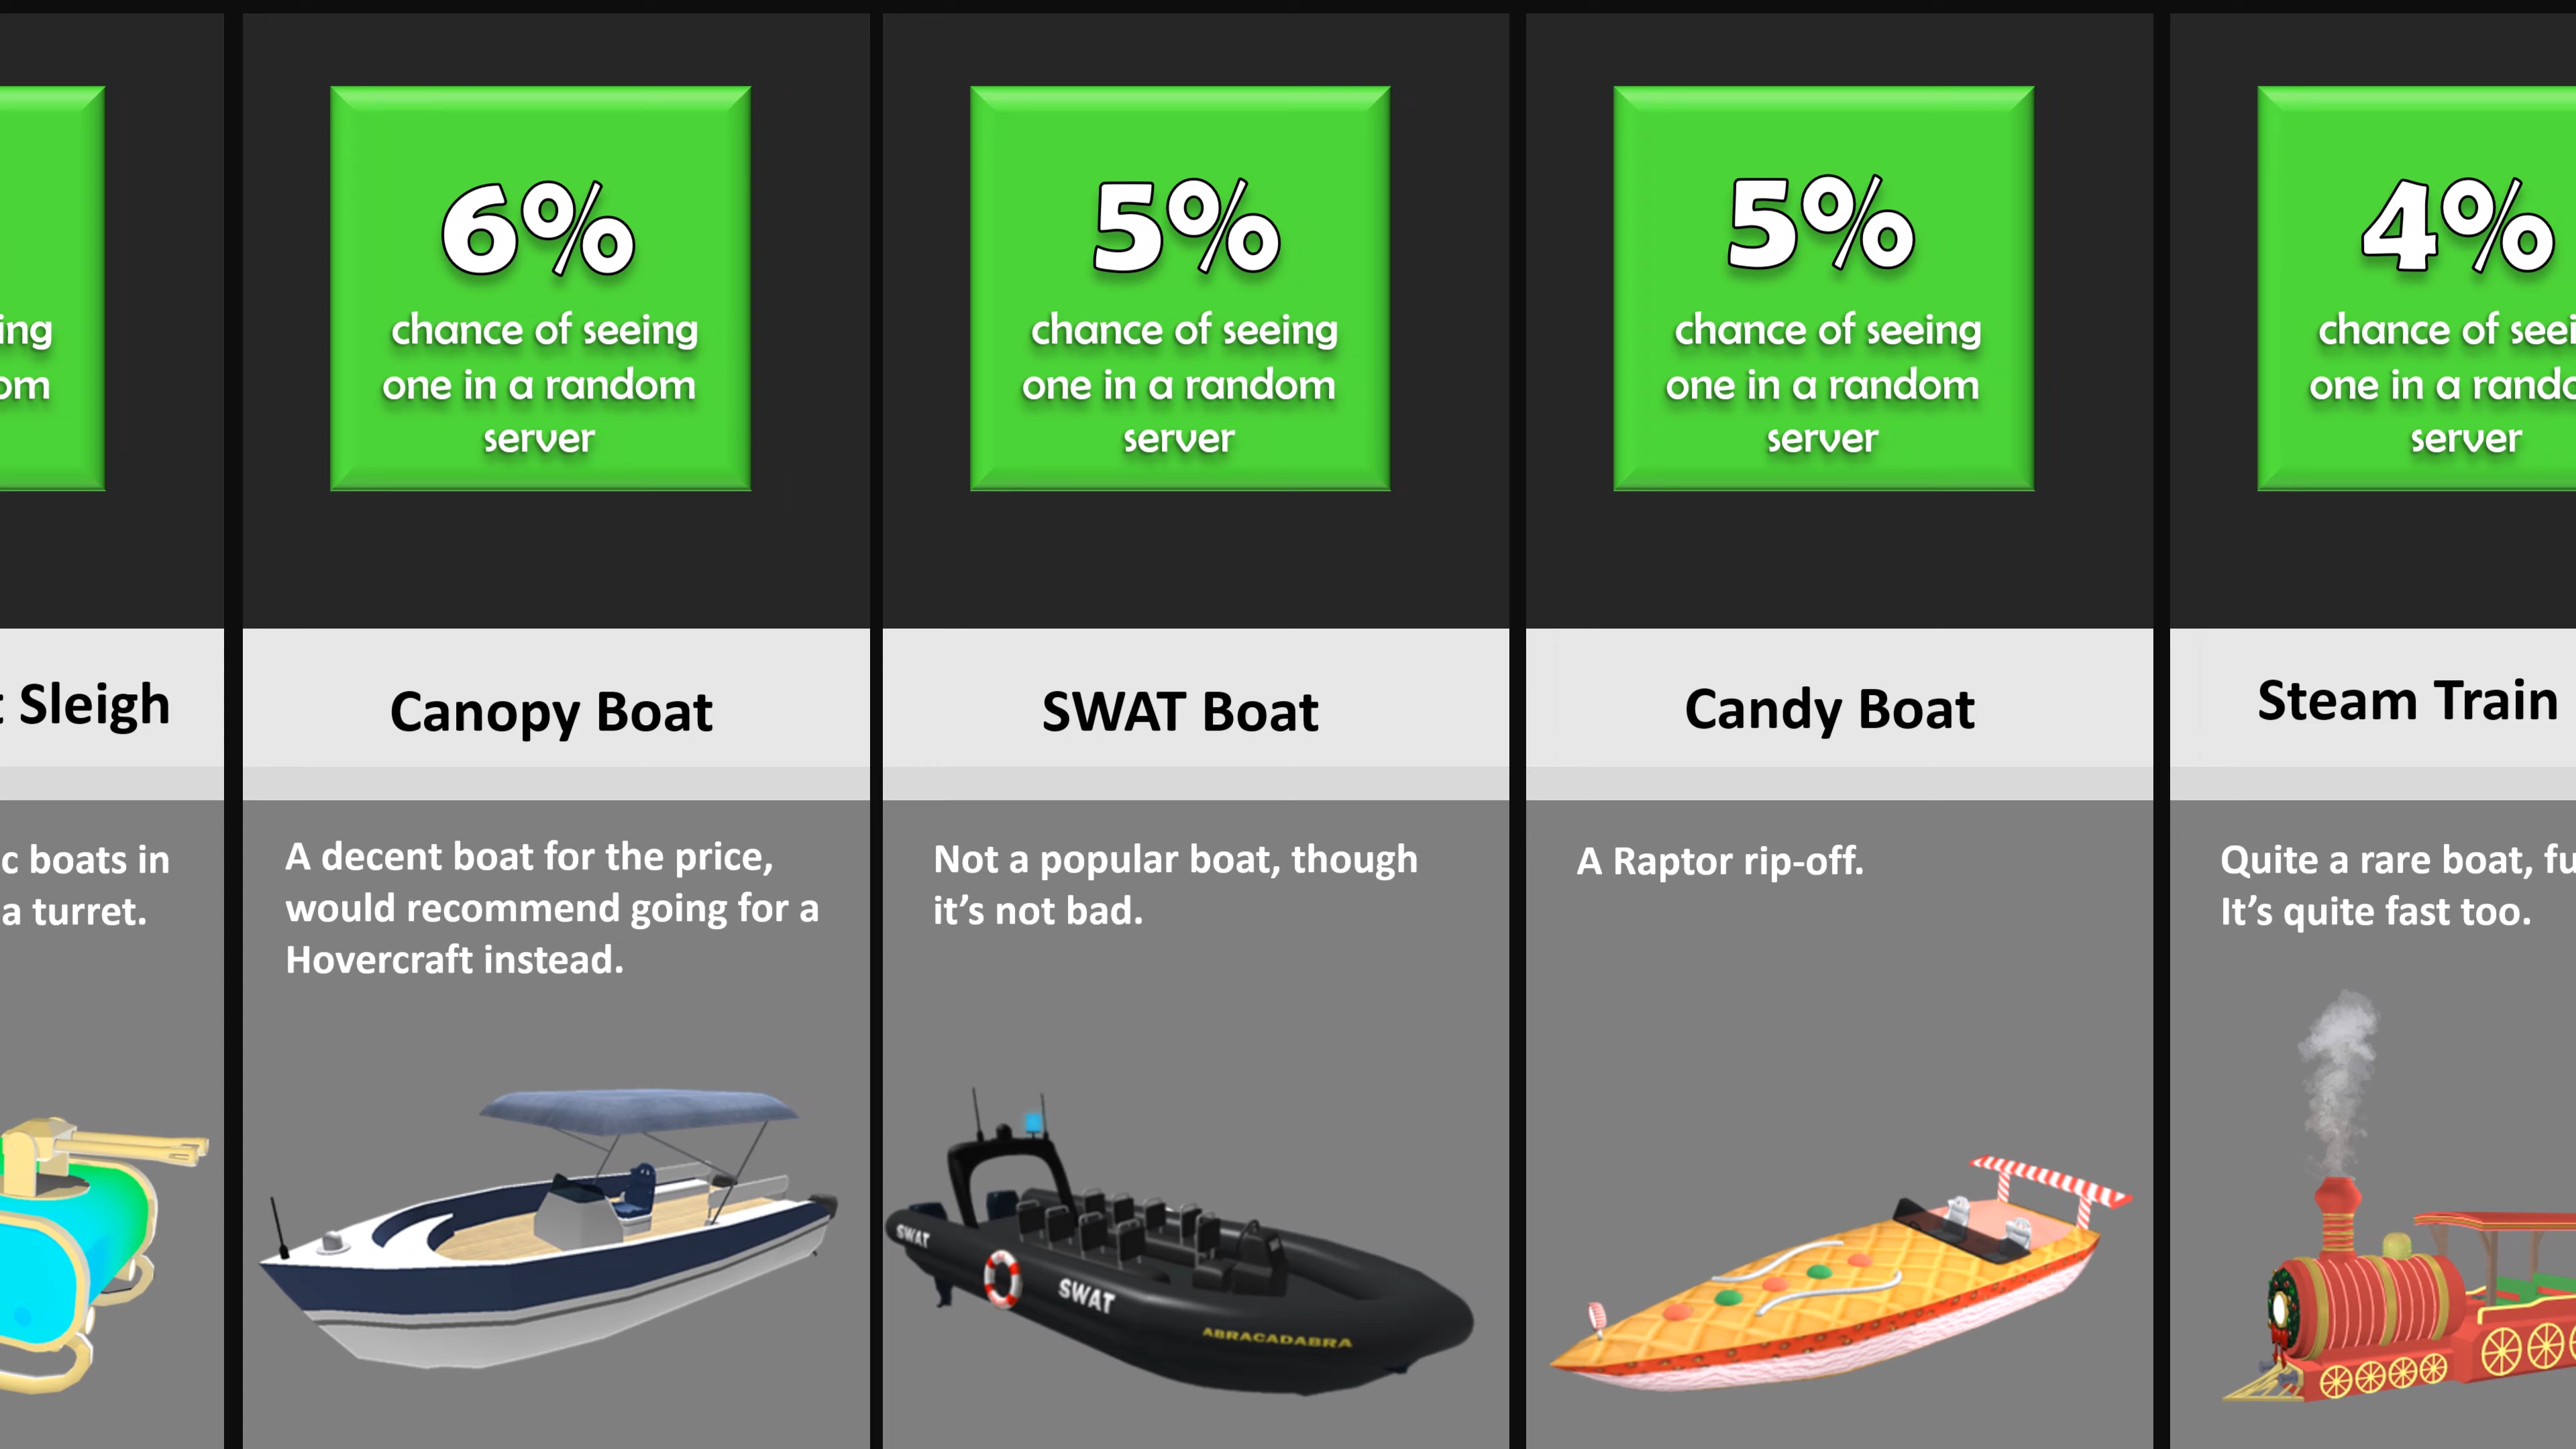 ing
om
t Sleigh
c boats in
a turret.
6%
chance of seeing
one in a random
server
Canopy Boat
A decent boat for the price,
would recommend going for a
Hovercraft instead.
5%
chance of seeing
one in a random
server
SWAT Boat
Not a popular boat, though
it's not bad.
SWAT
SWAT
ABRACADABRA
5%
chance of seeing
one in a random
server
Candy Boat
A Raptor rip-off.
4%
chance of seei
one in a rando
server
Steam Train
Quite a rare boat, fu
It's quite fast too.